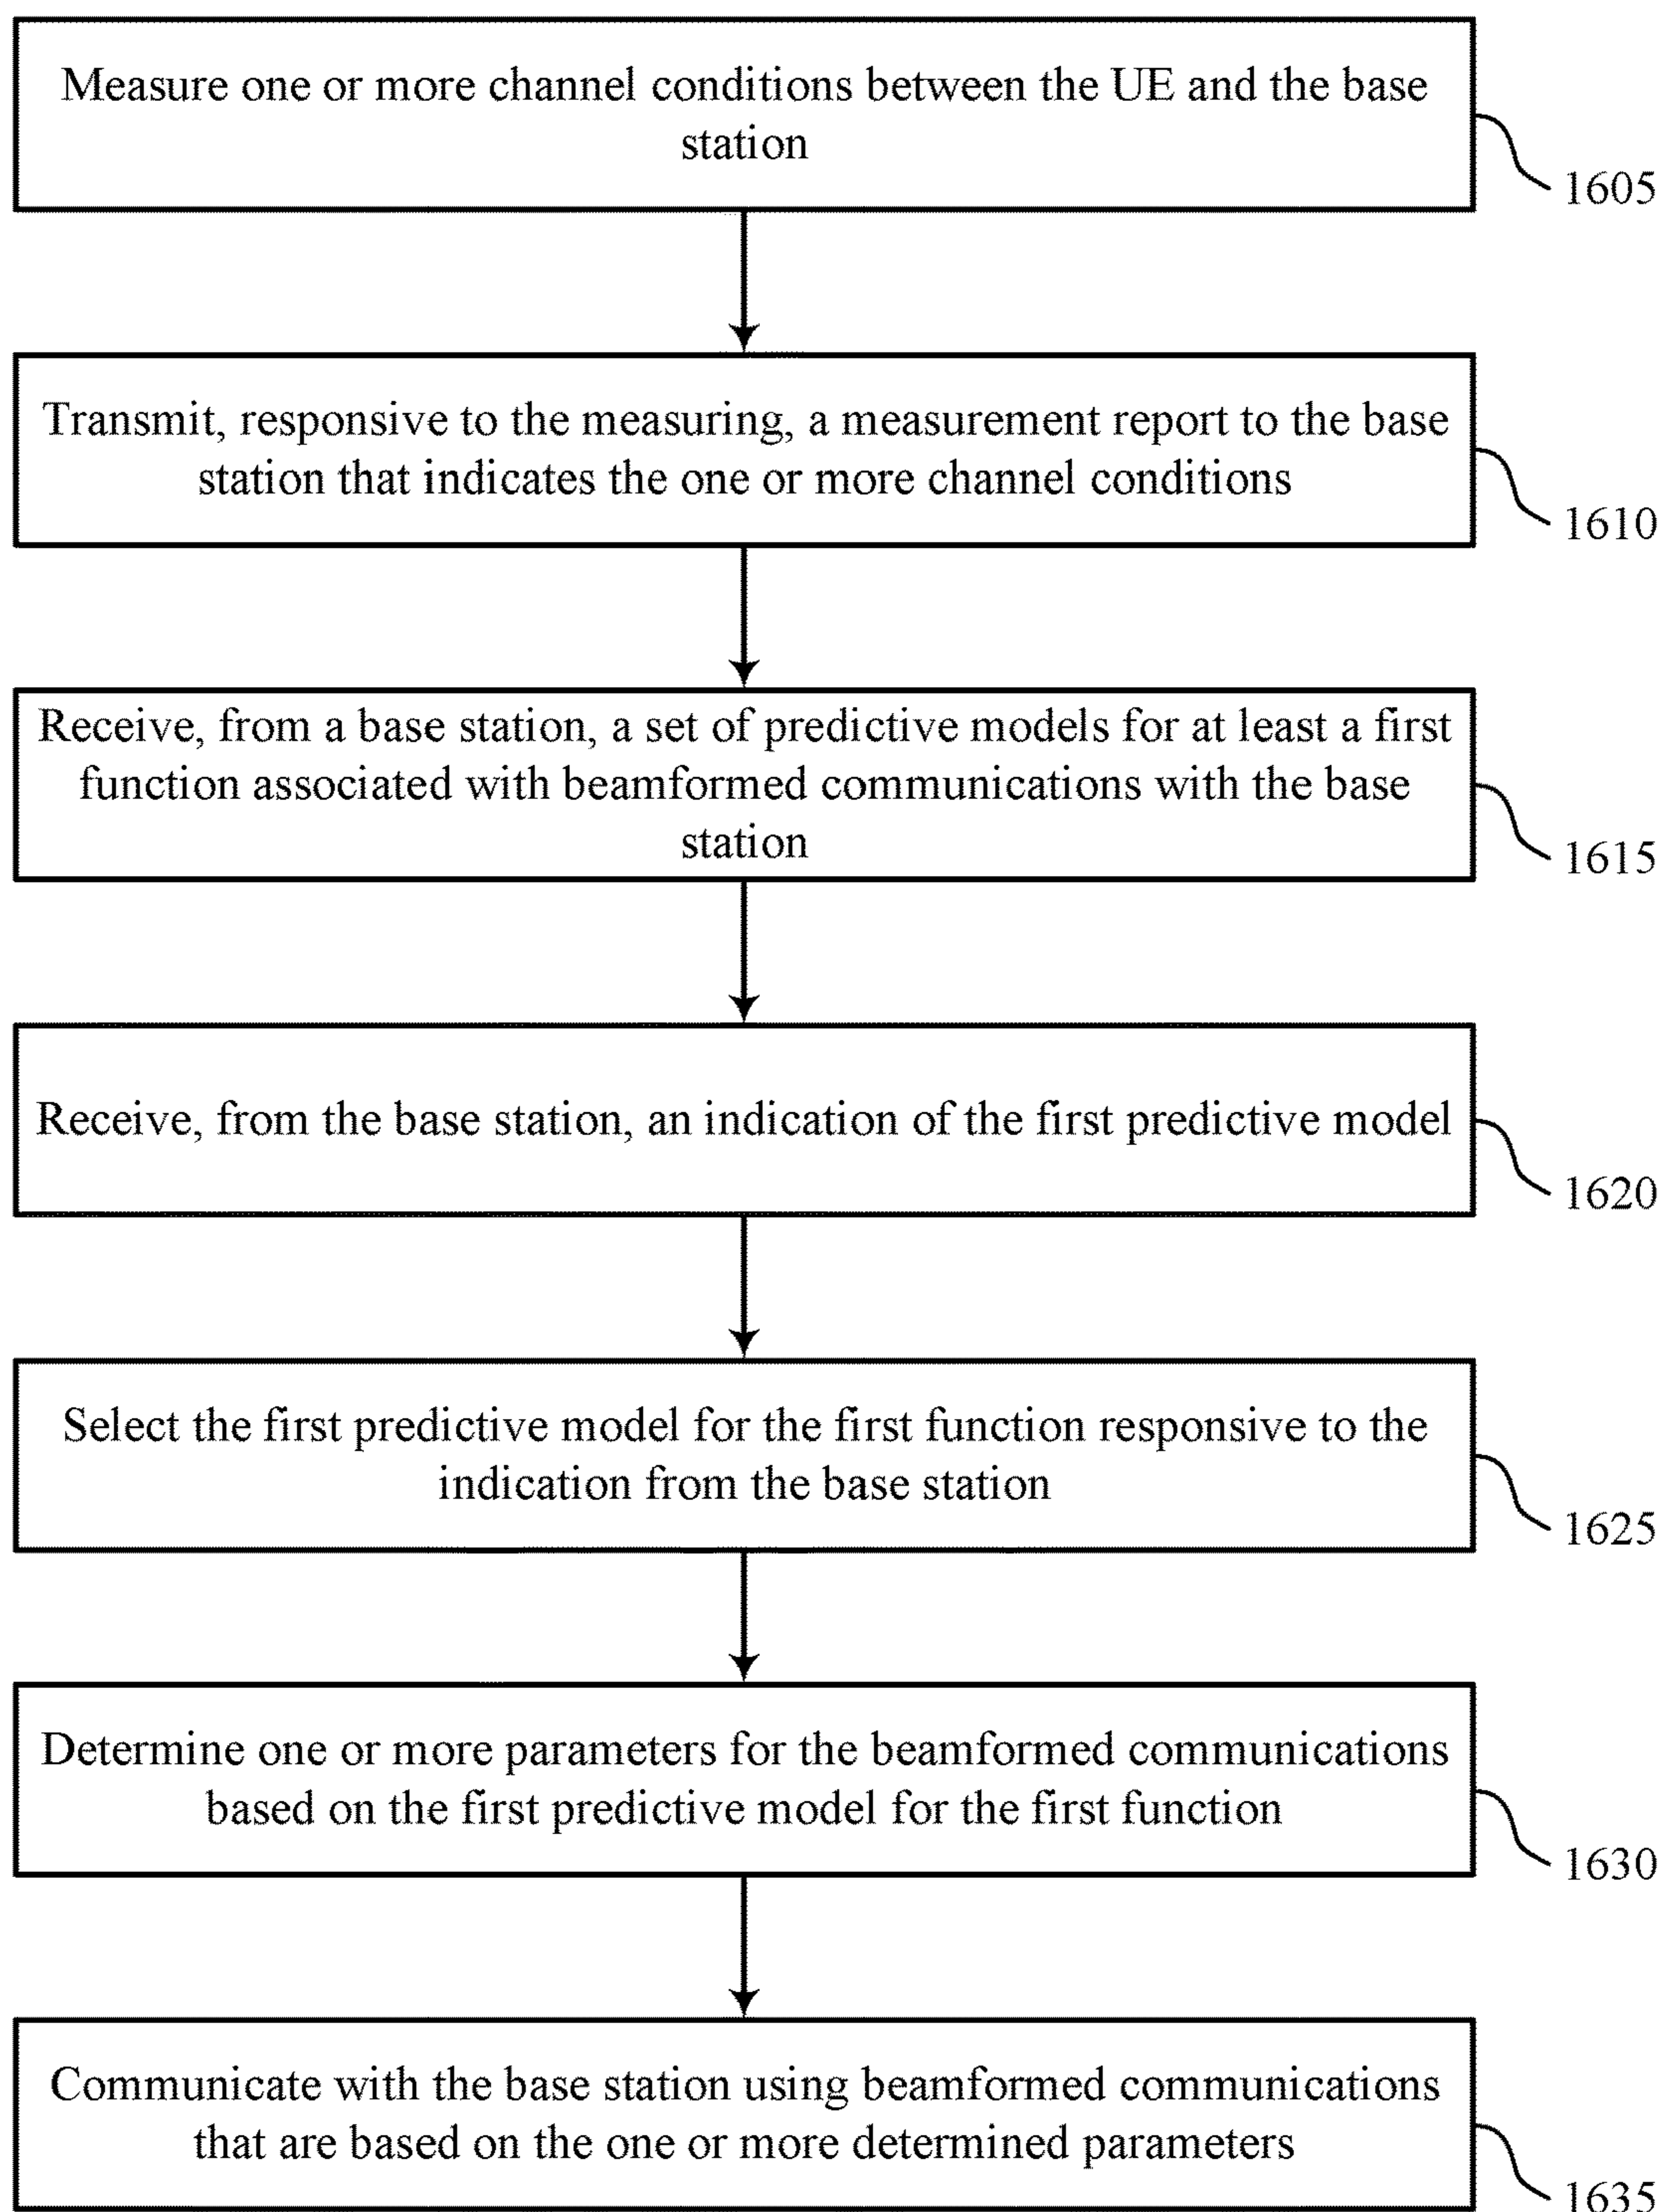 Measure one or more channel conditions between the UE and the base
station
1605
Transmit, responsive to the measuring, a measurement report to the base
station that indicates the one or more channel conditions
1610
Receive, from a base station, a set of predictive models for at least a first
function associated with beamformed communications with the base
station
1615
Receive, from the base station, an indication of the first predictive model
1620
Select the first predictive model for the first function responsive to the
indication from the base station
1625
Determine one or more parameters for the beamformed communications
based on the first predictive model for the first function
1630
Communicate with the base station using beamformed communications
that are based on the one or more determined parameters
1635